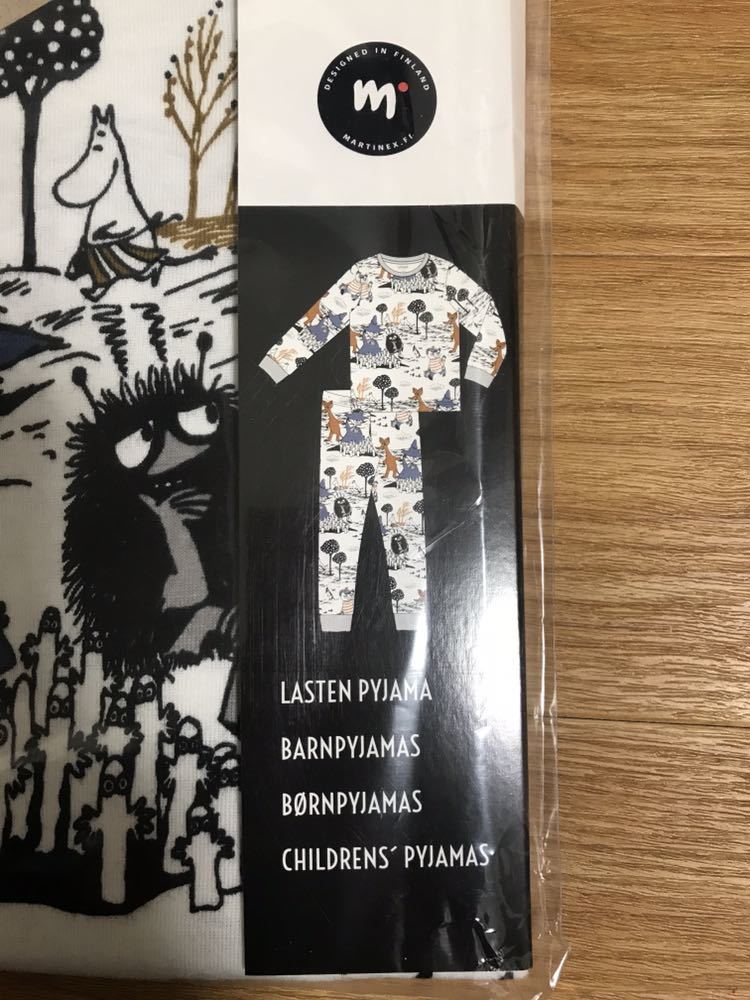 DESIGNED IN FINLAND
mi
MARTINEX.FI
LASTEN PYJAMA
BARNPYJAMAS
BØRNPYJAMAS
CHILDRENS´ PYJAMAS